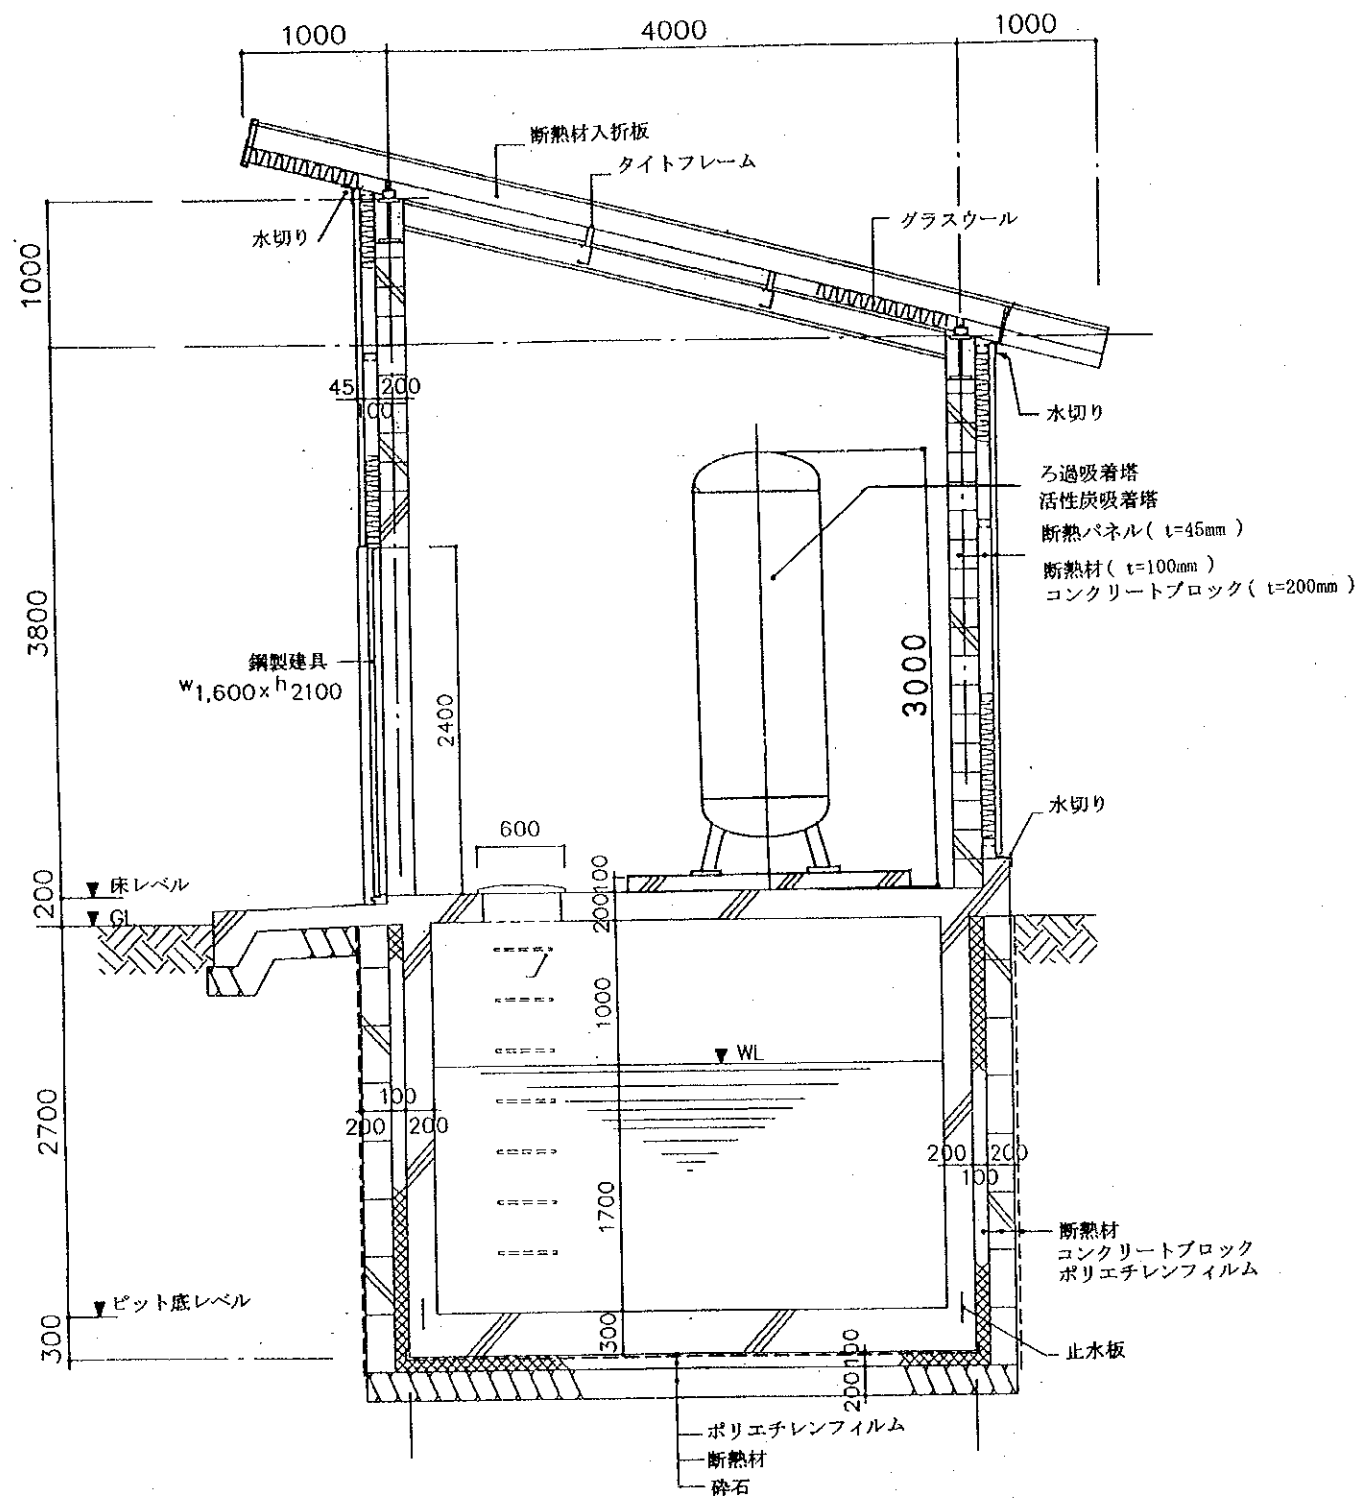 1000
4000
1000
断熱材入折板
タイトフレーム
グラスウール
水切り
1000
45
200
水切り
ろ過吸着塔
活性炭吸着塔
断熱パネル( t=45mm )
断熱材( t=100mm )
コンクリートブロック( t=200mm )
3800
鋼製建具
w1,600×h2100
2400
3000
水切り
600
床レベル
200
GL
100
200
1000
WL
2700
100
200
200
200
200
100
1700
断熱材
コンクリートブロック
ポリエチレンフィルム
ピット底レベル
300
300
止水板
100
200
ポリエチレンフィルム
断熱材
砕石